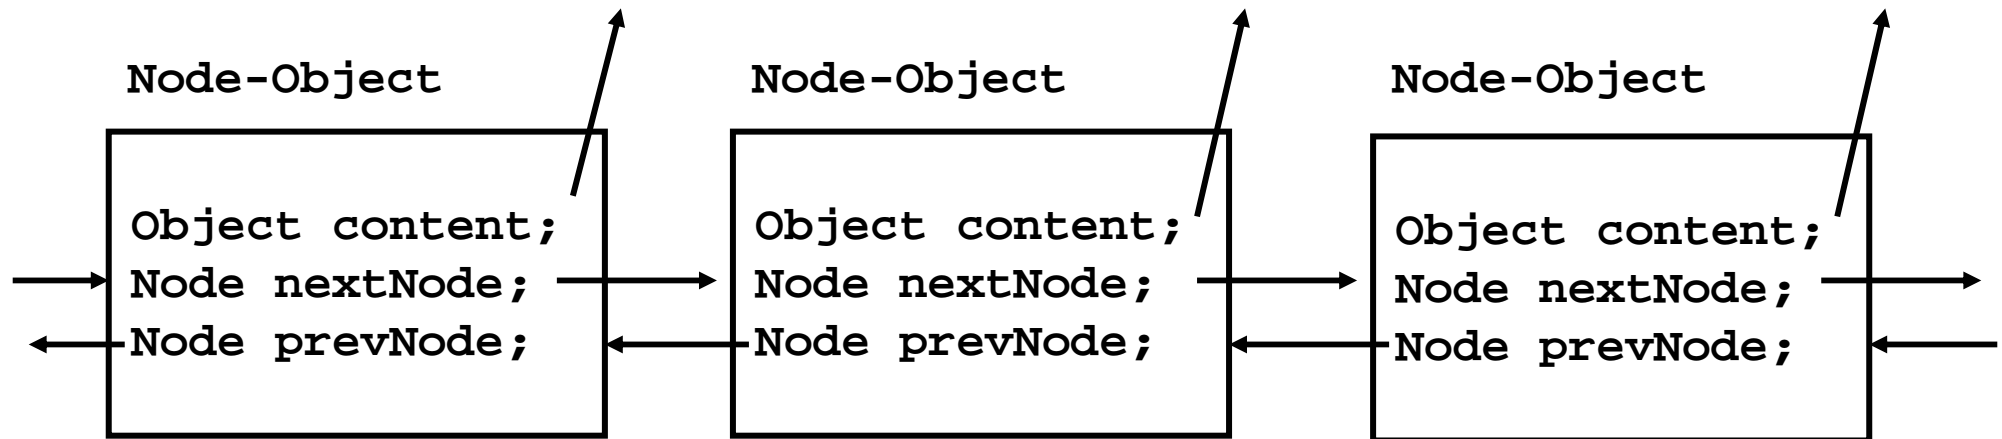 Node-Object
Object content;
Node nextNode;
Node prevNode;
Node-Object
Object content;
Node nextNode;
Node prevNode;
Node-Object
Object content;
Node nextNode;
Node prevNode;